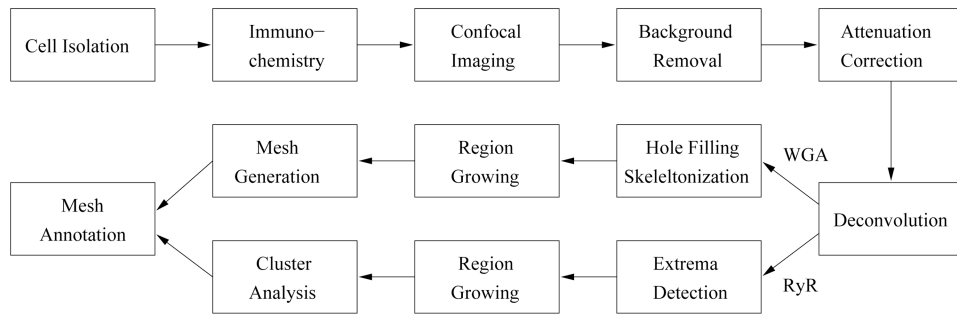 Cell Isolation
Immuno−
chemistry
Confocal
Imaging
Background
Removal
Attenuation
Correction
Mesh
Generation
Region
Growing
Hole Filling
Skeleltonization
WGA
Mesh
Annotation
Deconvolution
Cluster
Analysis
Region
Growing
Extrema
Detection
RyR